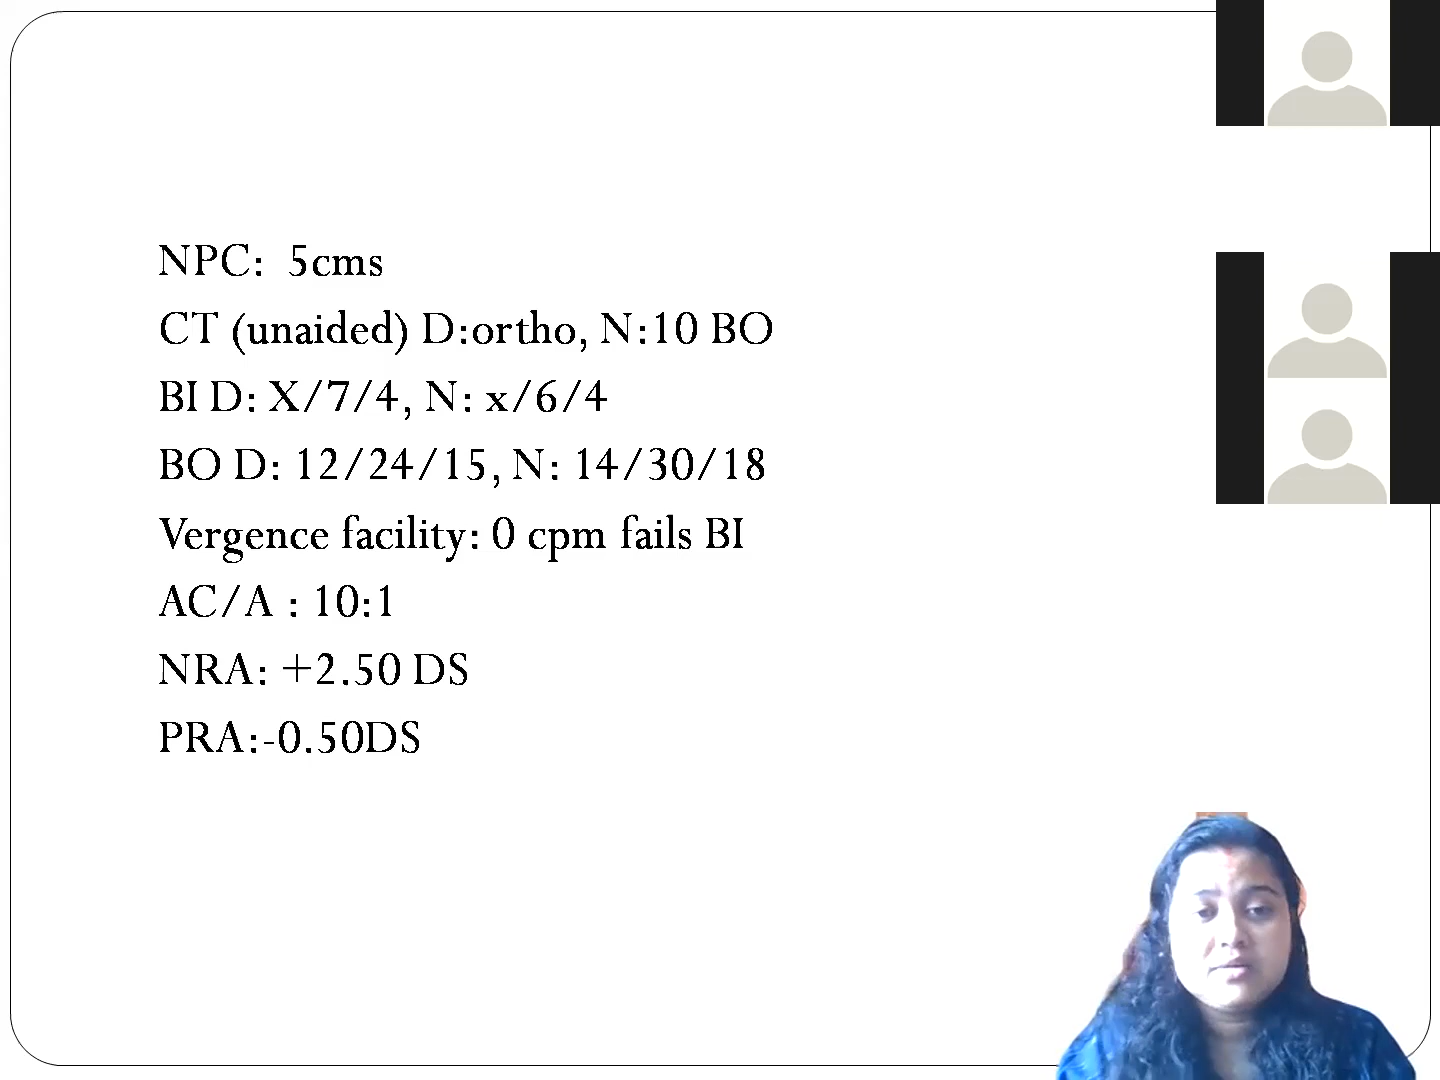 NPC: 5cms
CT (unaided) D:ortho, N:10 BO
BI D: X/7/4, N: x/6/4
BO D: 12/24/15, N: 14/30/18
Vergence facility: 0 cpm fails BI
AC/A : 10:1
NRA: +2.50 DS
PRA:-0.50DS